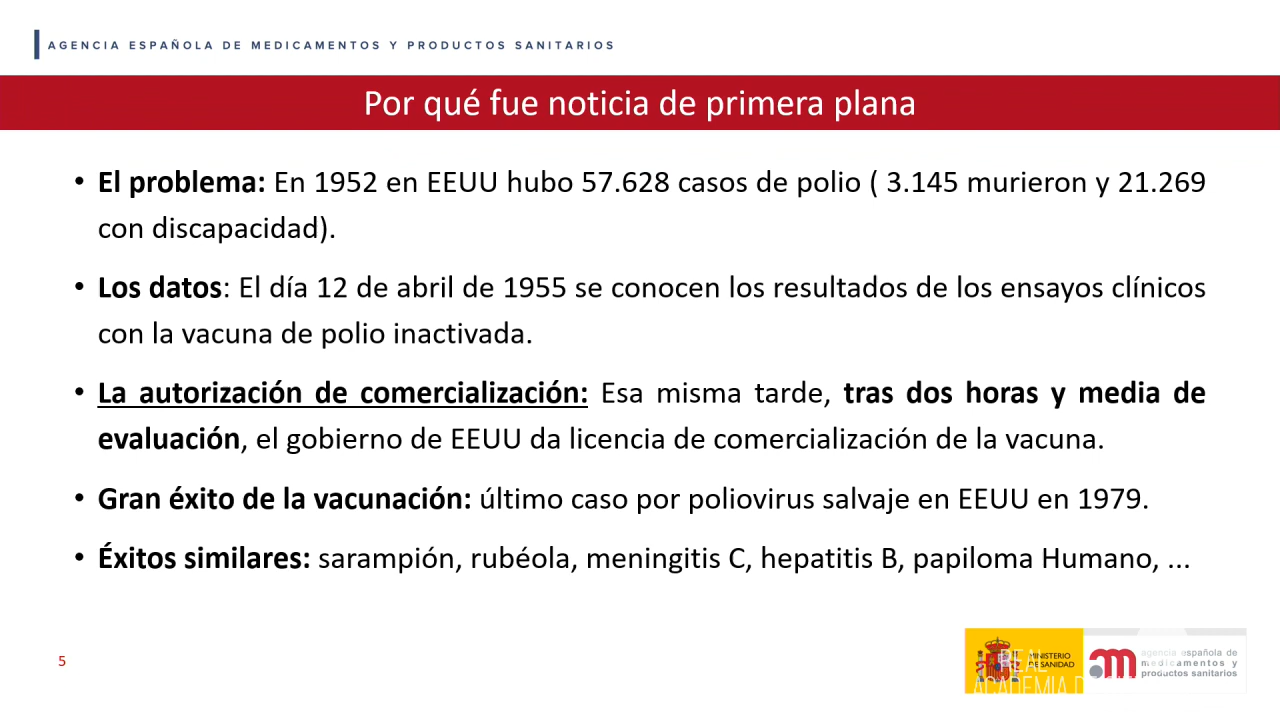 AGENCIA ESPAÑOLA DE MEDICAMENTOS Y PRODUCTOS SANITARIOS
Por qué fue noticia de primera plana
• El problema: En 1952 en EEUU hubo 57.628 casos de polio ( 3.145 murieron y 21.269
con discapacidad).
• Los datos: El día 12 de abril de 1955 se conocen los resultados de los ensayos clínicos
con la vacuna de polio inactivada.
• La autorización de comercialización: Esa misma tarde, tras dos horas y media de
evaluación, el gobierno de EEUU da licencia de comercialización de la vacuna.
• Gran éxito de la vacunación: último caso por poliovirus salvaje en EEUU en 1979.
• Éxitos similares: sarampión, rubéola, meningitis C, hepatitis B, papiloma Humano, ...
5
MINISTERIO
DE SANIDAD
agencia española de
medicamentos y
productos sanitarios
REAL
ACADEMIA